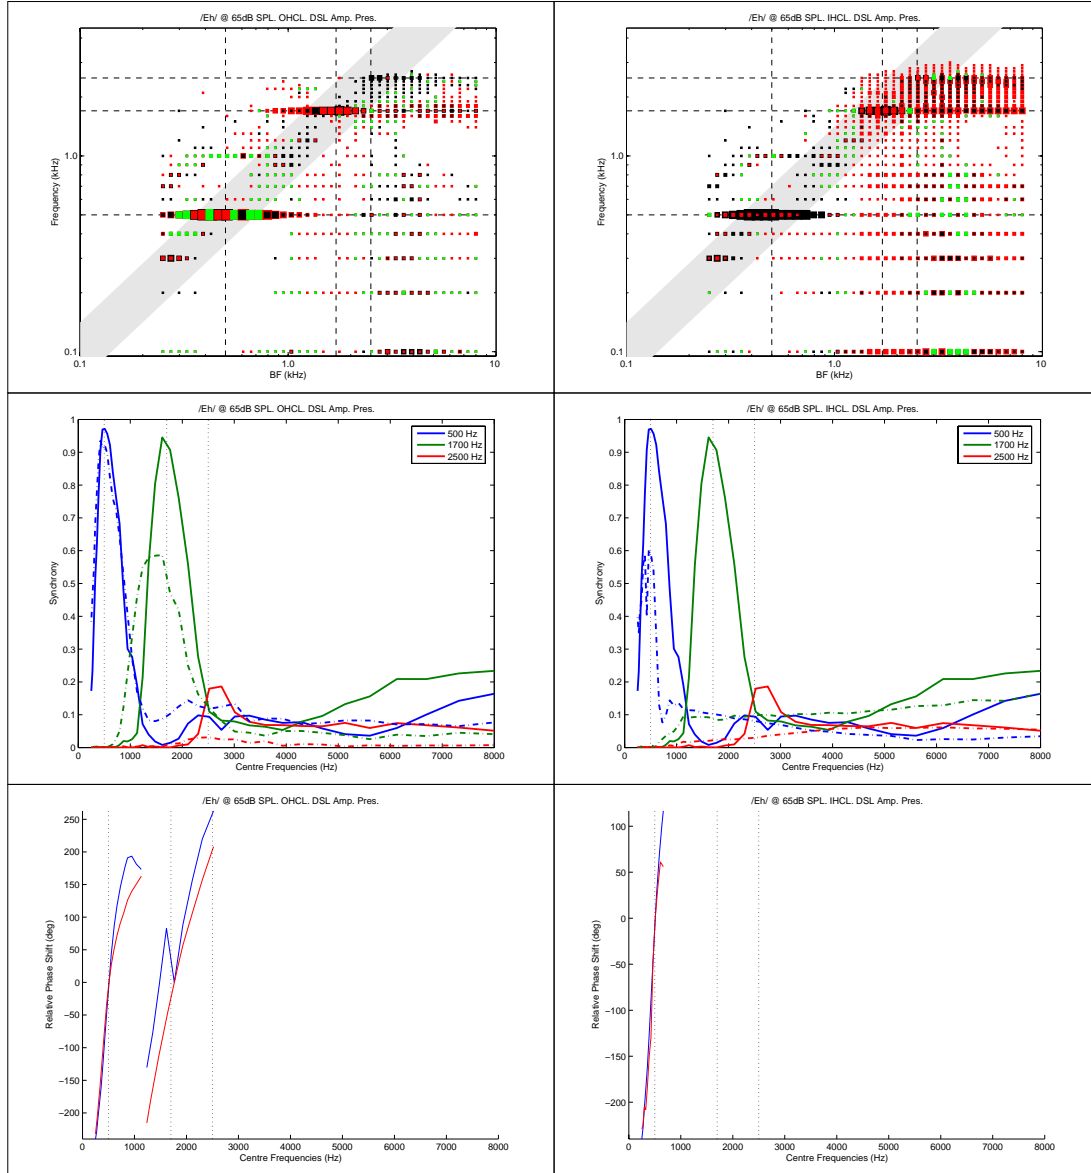 /Eh/ @ 65dB SPL. OHCL. DSL Amp. Pres.
Frequency (kHz)
1.0
0.1
0.1
1.0
10
BF (kHz)
/Eh/ @ 65dB SPL. IHCL. DSL Amp. Pres.
Frequency (kHz)
1.0
0.1
0.1
1.0
10
BF (kHz)
/Eh/ @ 65dB SPL. OHCL. DSL Amp. Pres.
Synchrony
1
0.9
0.8
0.7
0.6
0.5
0.4
0.3
0.2
0.1
0
0 1000 2000 3000 4000 5000 6000 7000 8000
Centre Frequencies (Hz)
500 Hz
1700 Hz
2500 Hz
/Eh/ @ 65dB SPL. IHCL. DSL Amp. Pres.
Synchrony
1
0.9
0.8
0.7
0.6
0.5
0.4
0.3
0.2
0.1
0
0 1000 2000 3000 4000 5000 6000 7000 8000
Centre Frequencies (Hz)
500 Hz
1700 Hz
2500 Hz
/Eh/ @ 65dB SPL. OHCL. DSL Amp. Pres.
Relative Phase Shift (deg)
250
200
150
100
50
0
−50
−100
−150
−200
0 1000 2000 3000 4000 5000 6000 7000 8000
Centre Frequencies (Hz)
/Eh/ @ 65dB SPL. IHCL. DSL Amp. Pres.
Relative Phase Shift (deg)
100
50
0
−50
−100
−150
−200
0 1000 2000 3000 4000 5000 6000 7000 8000
Centre Frequencies (Hz)